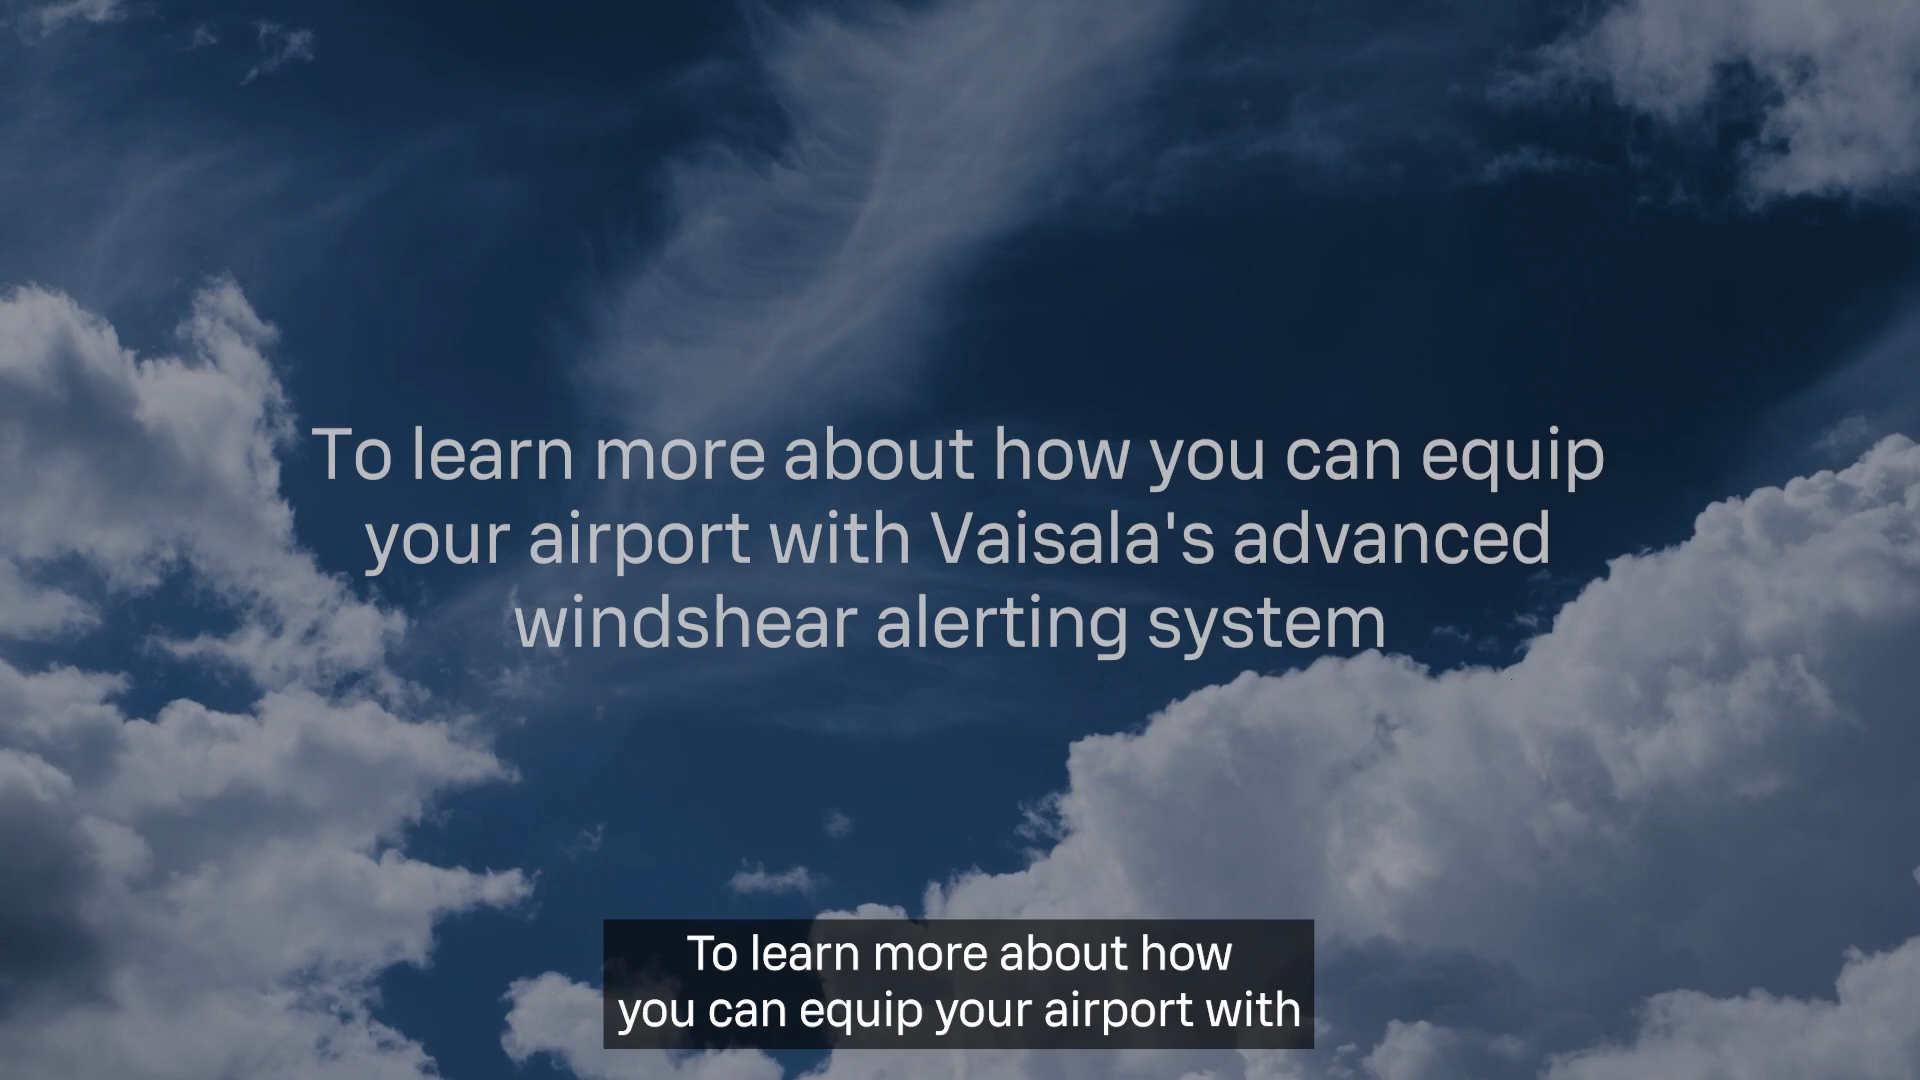 To learn more about how you can equip
your airport with Vaisala's advanced
windshear alerting system
To learn more about how
you can equip your airport with